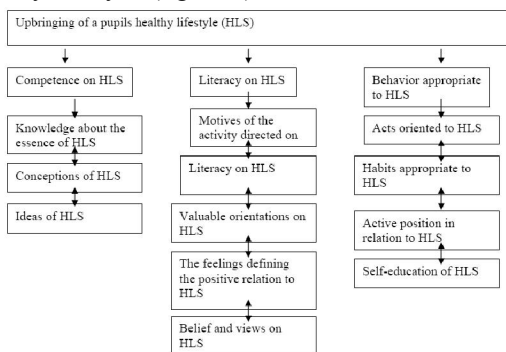 Upbringing of a pupils healthy lifestyle (HLS)
Competence on HLS
Knowledge about the
essence of HLS
Conceptions of HLS
Ideas of HLS
Literacy on HLS
Motives of the
activity directed on
Literacy on HLS
Valuable orientations on
HLS
The feelings defining
the positive relation to
HLS
Belief and views on
HLS
Behavior appropriate
to HLS
Acts oriented to HLS
Habits appropriate to
HLS
Active position in
relation to HLS
Self-education of HLS